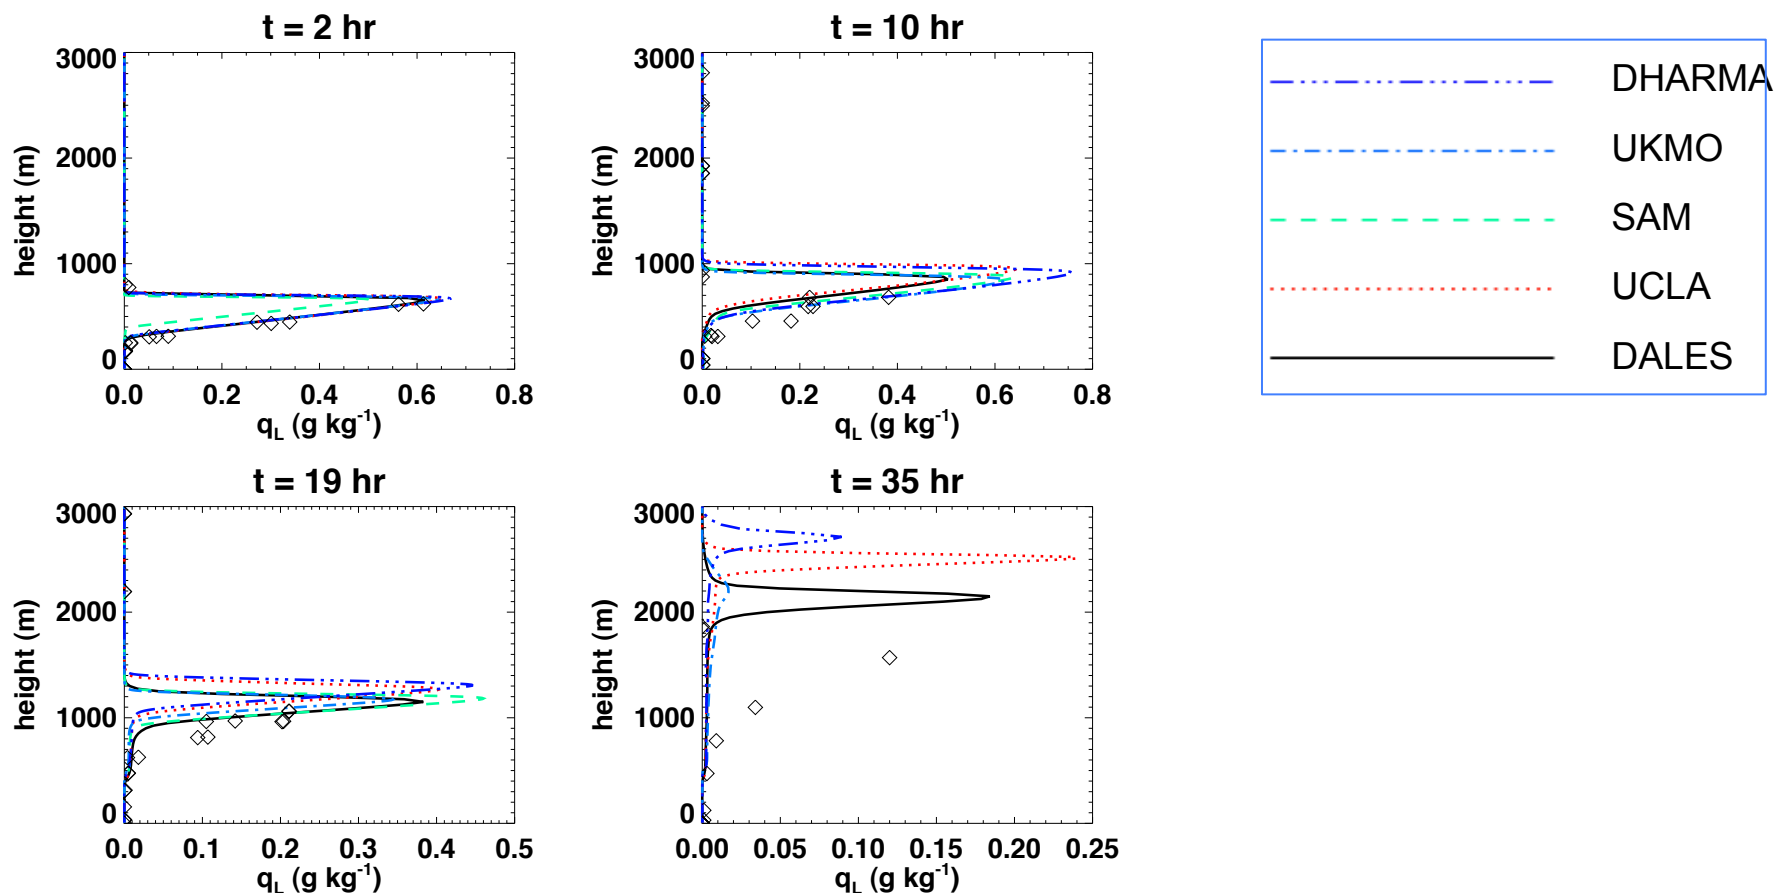 t = 2 hr
3000
2000
1000
0
height (m)
0.0 0.2 0.4 0.6 0.8
q_L (g kg⁻¹)
t = 10 hr
3000
2000
1000
0
height (m)
0.0 0.2 0.4 0.6 0.8
q_L (g kg⁻¹)
DHARMA
UKMO
SAM
UCLA
DALES
t = 19 hr
3000
2000
1000
0
height (m)
0.0 0.1 0.2 0.3 0.4 0.5
q_L (g kg⁻¹)
t = 35 hr
3000
2000
1000
0
height (m)
0.00 0.05 0.10 0.15 0.20 0.25
q_L (g kg⁻¹)